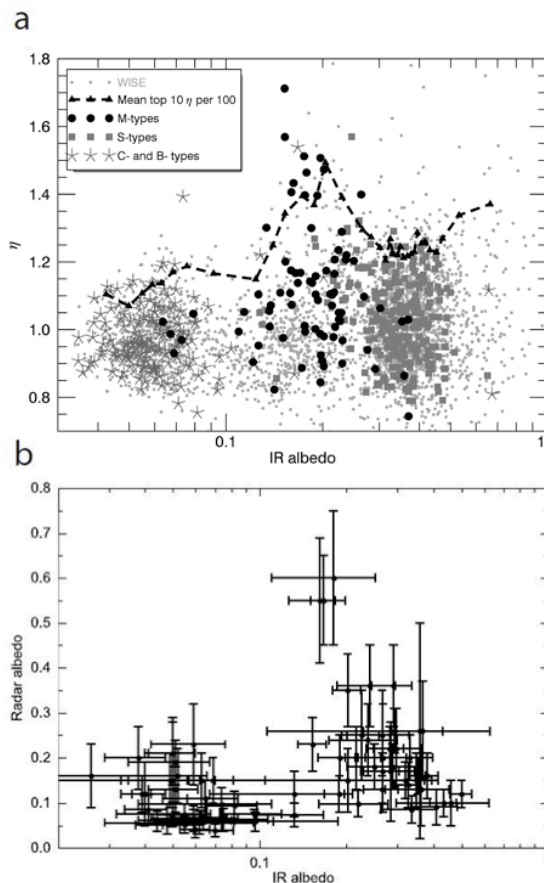 a
1.8
WISE
Mean top 10 η per 100
M-types
1.6
S-types
C- and B- types
1.4
η
1.2
1.0
0.8
0.1
1
IR albedo
b
0.8
0.7
0.6
0.5
Radar albedo
0.4
0.3
0.2
0.1
0.0
0.1
IR albedo